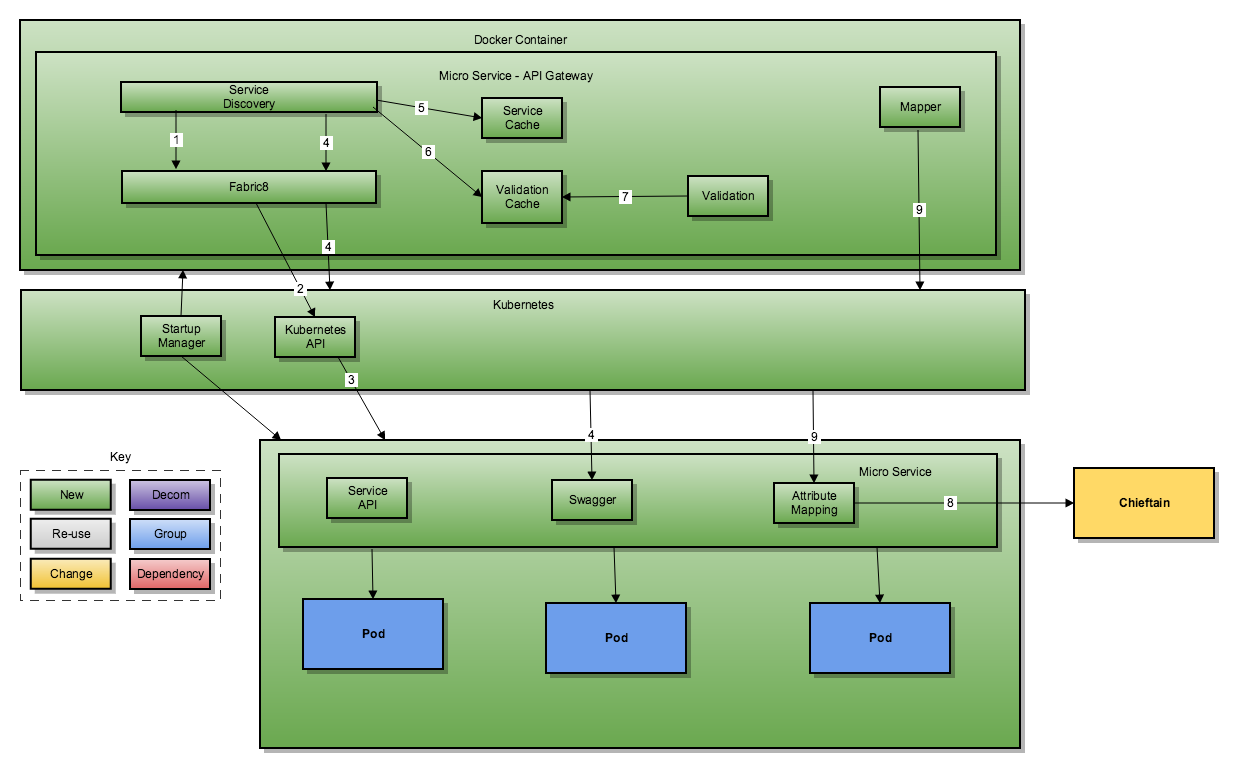 Docker Container
Micro Service - API Gateway
Service
Discovery
5
Service
Cache
Mapper
1
4
6
Fabric8
Validation
Cache
7
Validation
9
4
2
Kubernetes
Startup
Manager
Kubernetes
API
3
4
9
Micro Service
Service
API
Swagger
Attribute
Mapping
8
Chieftain
Key
New
Decom
Re-use
Group
Change
Dependency
Pod
Pod
Pod